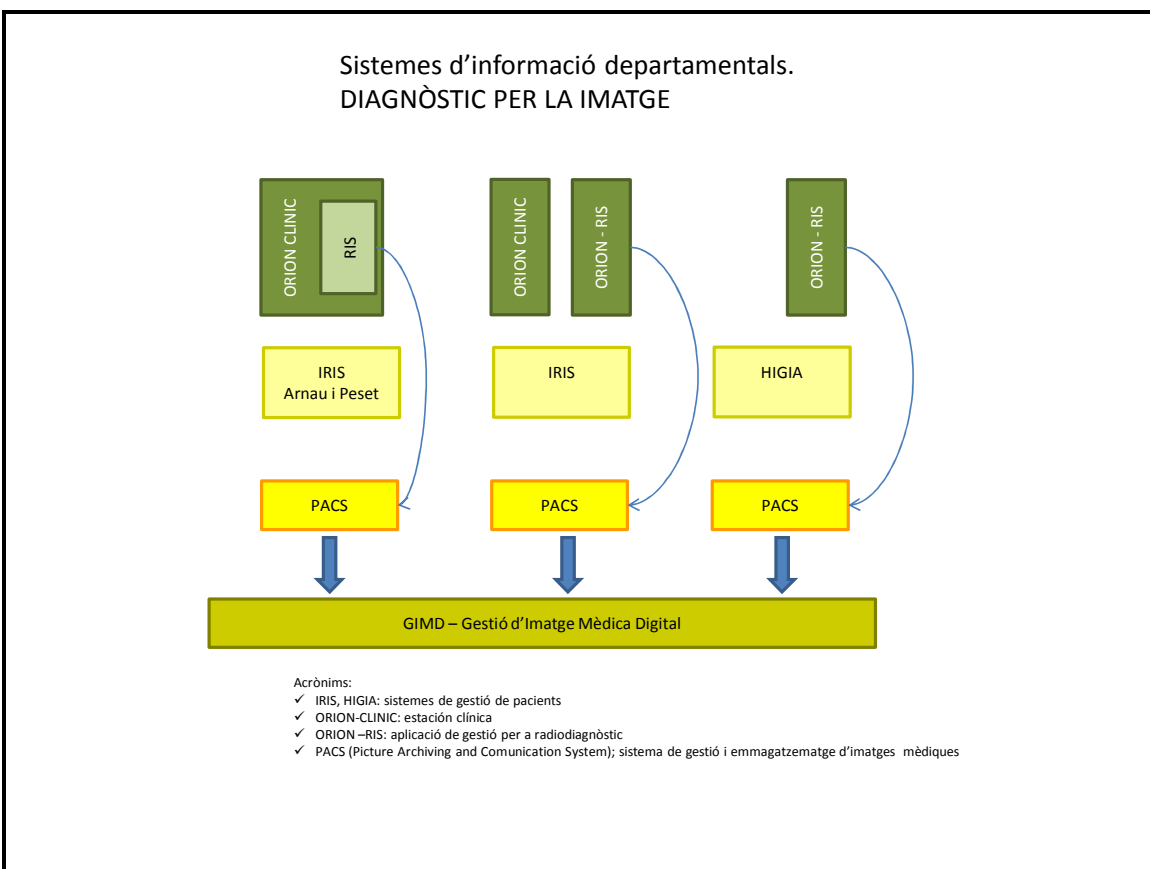 Sistemes d’informació departamentals.
DIAGNÒSTIC PER LA IMATGE
ORION CLINIC
RIS
ORION CLINIC
ORION - RIS
ORION - RIS
IRIS
Arnau i Peset
IRIS
HIGIA
PACS
PACS
PACS
GIMD – Gestió d’Imatge Mèdica Digital
Acrònims:
✓ IRIS, HIGIA: sistemes de gestió de pacients
✓ ORION-CLINIC: estación clínica
✓ ORION –RIS: aplicació de gestió per a radiodiagnòstic
✓ PACS (Picture Archiving and Comunication System); sistema de gestió i emmagatzematge d’imatges mèdiques